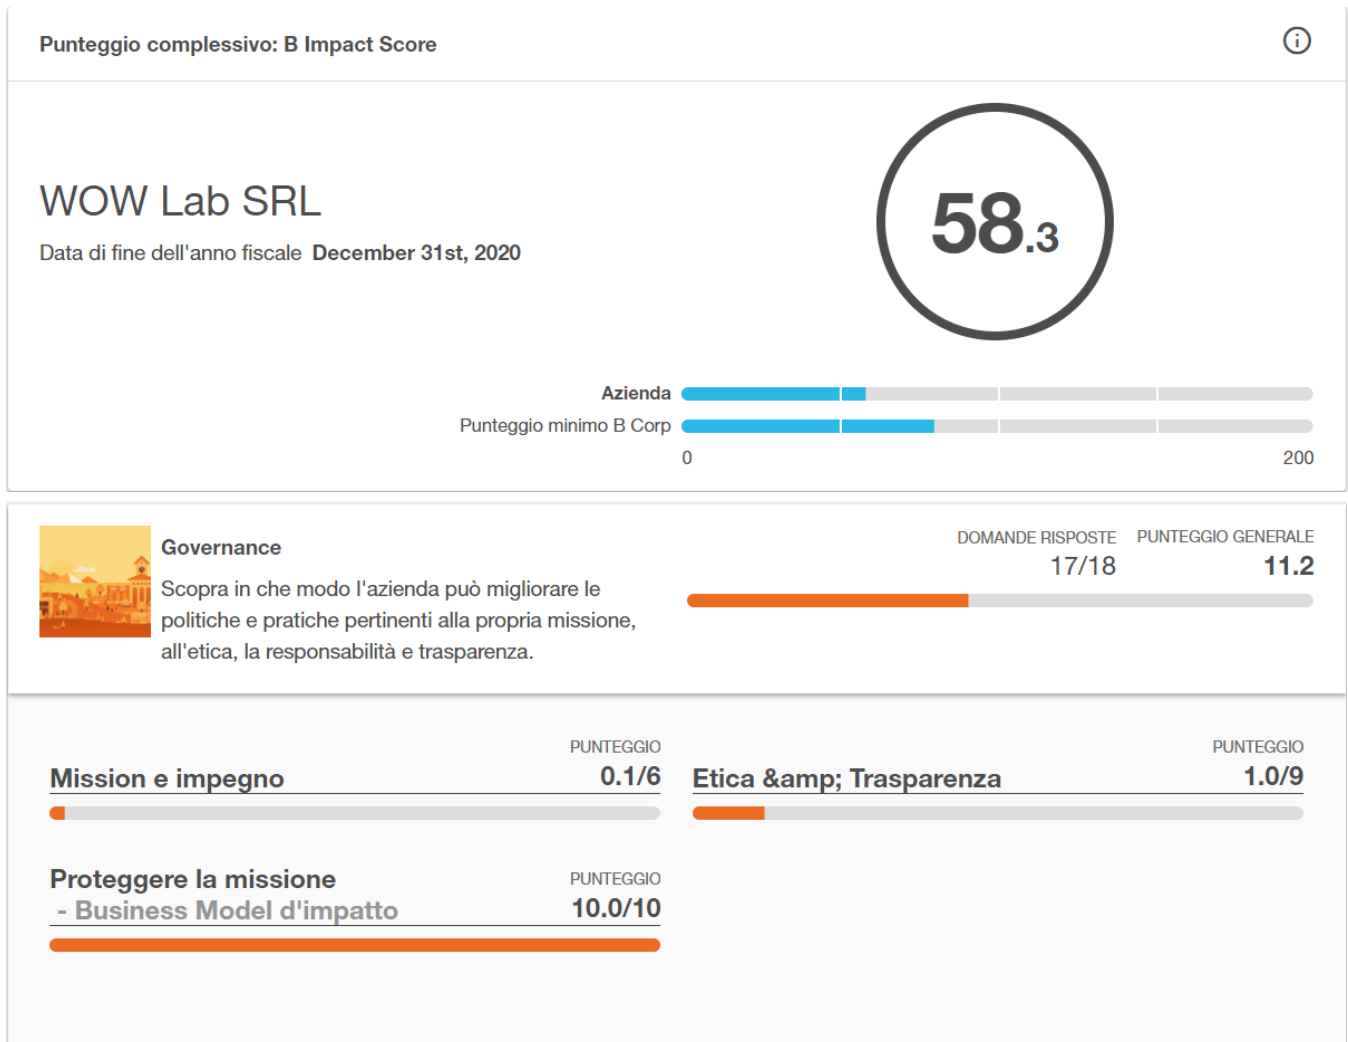 Punteggio complessivo: B Impact Score
WOW Lab SRL
Data di fine dell'anno fiscale December 31st, 2020
58.3
Azienda
Punteggio minimo B Corp
0 200
Governance
Scopra in che modo l'azienda può migliorare le
politiche e pratiche pertinenti alla propria missione,
all'etica, la responsabilità e trasparenza.
DOMANDE RISPOSTE PUNTEGGIO GENERALE
17/18 11.2
PUNTEGGIO
Mission e impegno 0.1/6
PUNTEGGIO
Etica &amp; Trasparenza 1.0/9
Proteggere la missione PUNTEGGIO
- Business Model d'impatto 10.0/10